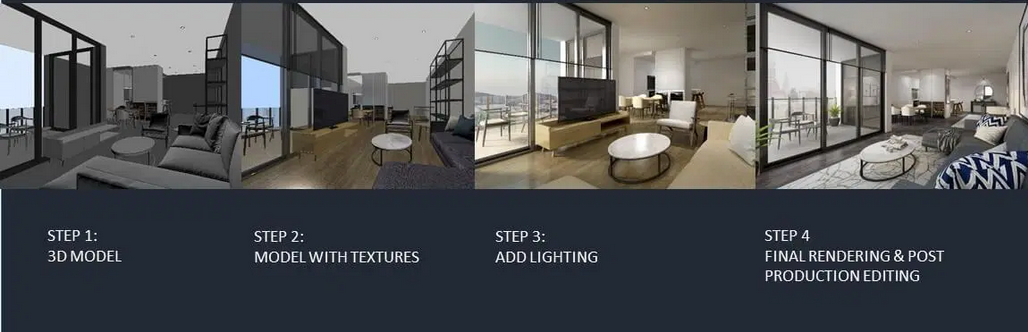 STEP 1:
3D MODEL
STEP 2:
MODEL WITH TEXTURES
STEP 3:
ADD LIGHTING
STEP 4
FINAL RENDERING & POST
PRODUCTION EDITING